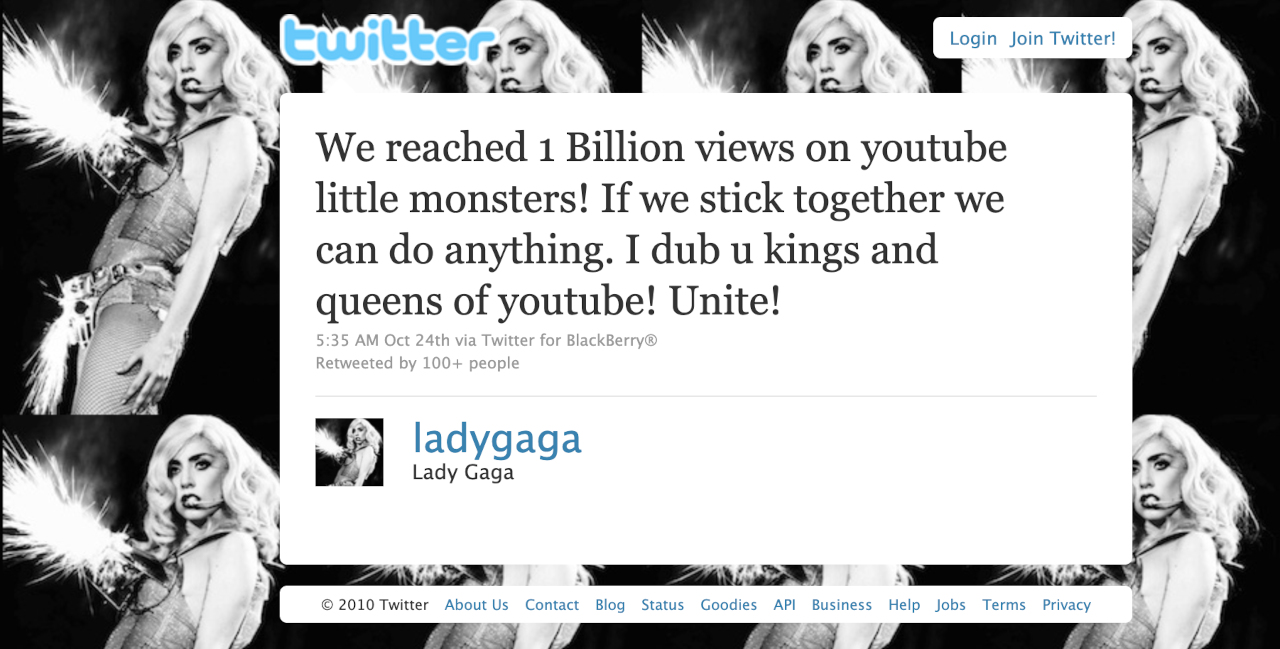 twitter
Login Join Twitter!
We reached 1 Billion views on youtube
little monsters! If we stick together we
can do anything. I dub u kings and
queens of youtube! Unite!
5:35 AM Oct 24th via Twitter for BlackBerry®
Retweeted by 100+ people
ladygaga
Lady Gaga
© 2010 Twitter About Us Contact Blog Status Goodies API Business Help Jobs Terms Privacy